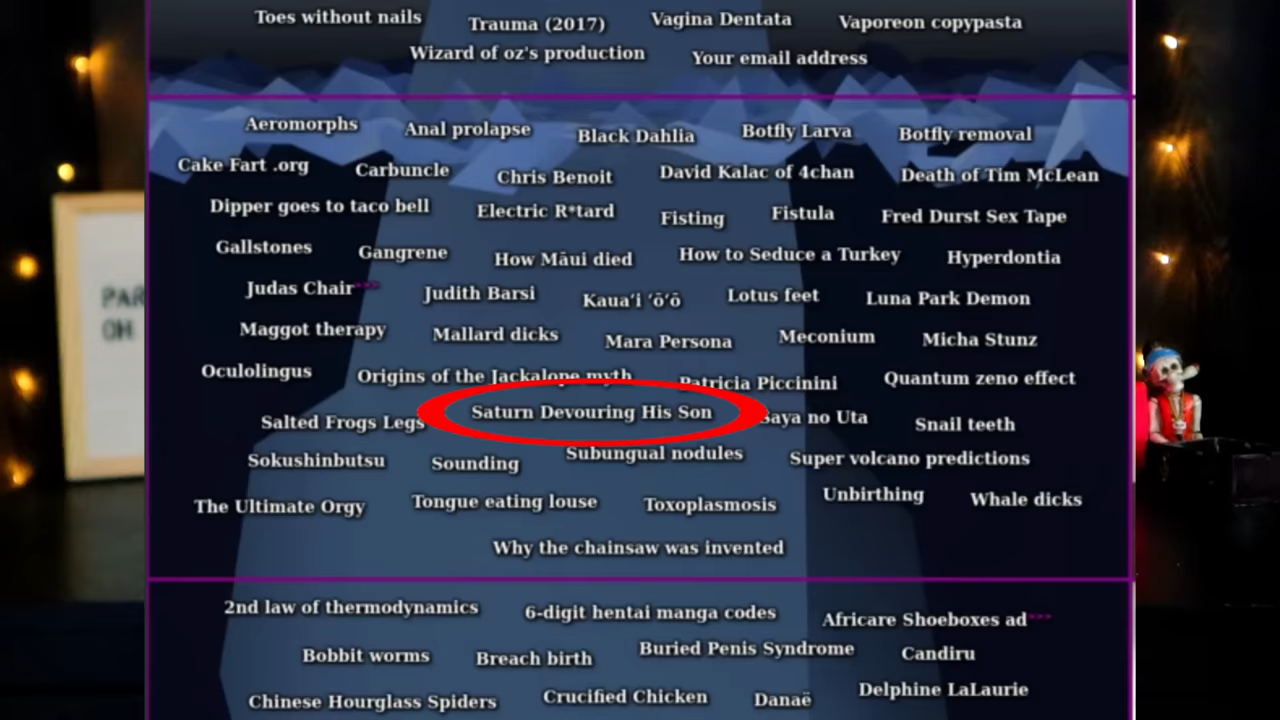 Toes without nails Trauma (2017) Vagina Dentata Vaporeon copypasta
Wizard of oz's production Your email address
Aeromorphs Anal prolapse Black Dahlia Botfly Larva Botfly removal
Cake Fart .org Carbuncle Chris Benoit David Kalac of 4chan Death of Tim McLean
Dipper goes to taco bell Electric R*tard Fisting Fistula Fred Durst Sex Tape
Gallstones Gangrene How Māui died How to Seduce a Turkey Hyperdontia
Judas Chair*** Judith Barsi Kauaʻi ʻōʻō Lotus feet Luna Park Demon
Maggot therapy Mallard dicks Mara Persona Meconium Micha Stunz
Oculolingus Origins of the Jackalope myth Patricia Piccinini Quantum zeno effect
Salted Frogs Legs Saturn Devouring His Son Saya no Uta Snail teeth
Sokushinbutsu Sounding Subungual nodules Super volcano predictions
The Ultimate Orgy Tongue eating louse Toxoplasmosis Unbirthing Whale dicks
Why the chainsaw was invented
2nd law of thermodynamics 6-digit hentai manga codes Africare Shoeboxes ad***
Bobbit worms Breach birth Buried Penis Syndrome Candiru
Chinese Hourglass Spiders Crucified Chicken Danaë Delphine LaLaurie
PAR
OH